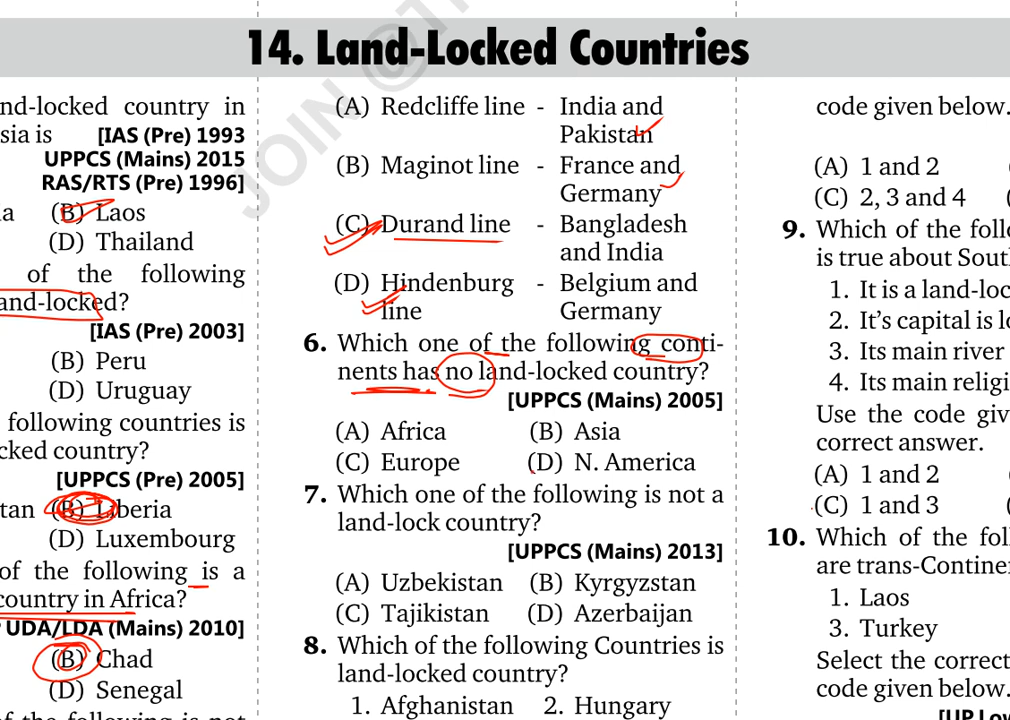 14. Land-Locked Countries
nd-locked country in
sia is [IAS (Pre) 1993
UPPCS (Mains) 2015
RAS/RTS (Pre) 1996]
a (B) Laos
(D) Thailand
of the following
and-locked?
[IAS (Pre) 2003]
(B) Peru
(D) Uruguay
following countries is
cked country?
[UPPCS (Pre) 2005]
tan (B) Liberia
(D) Luxembourg
of the following is a
country in Africa?
UDA/LDA (Mains) 2010]
(B) Chad
(D) Senegal
(A) Redcliffe line - India and
Pakistan
(B) Maginot line - France and
Germany
(C) Durand line - Bangladesh
and India
(D) Hindenburg - Belgium and
line Germany
6. Which one of the following conti-
nents has no land-locked country?
[UPPCS (Mains) 2005]
(A) Africa (B) Asia
(C) Europe (D) N. America
7. Which one of the following is not a
land-lock country?
[UPPCS (Mains) 2013]
(A) Uzbekistan (B) Kyrgyzstan
(C) Tajikistan (D) Azerbaijan
8. Which of the following Countries is
land-locked country?
1. Afghanistan 2. Hungary
code given below.
(A) 1 and 2
(C) 2, 3 and 4
9. Which of the follo
is true about Sout
1. It is a land-loc
2. It's capital is lo
3. Its main river
4. Its main religi
Use the code giv
correct answer.
(A) 1 and 2
(C) 1 and 3
10. Which of the fol
are trans-Continen
1. Laos
3. Turkey
Select the correct
code given below.
[UP Low
JOIN @T